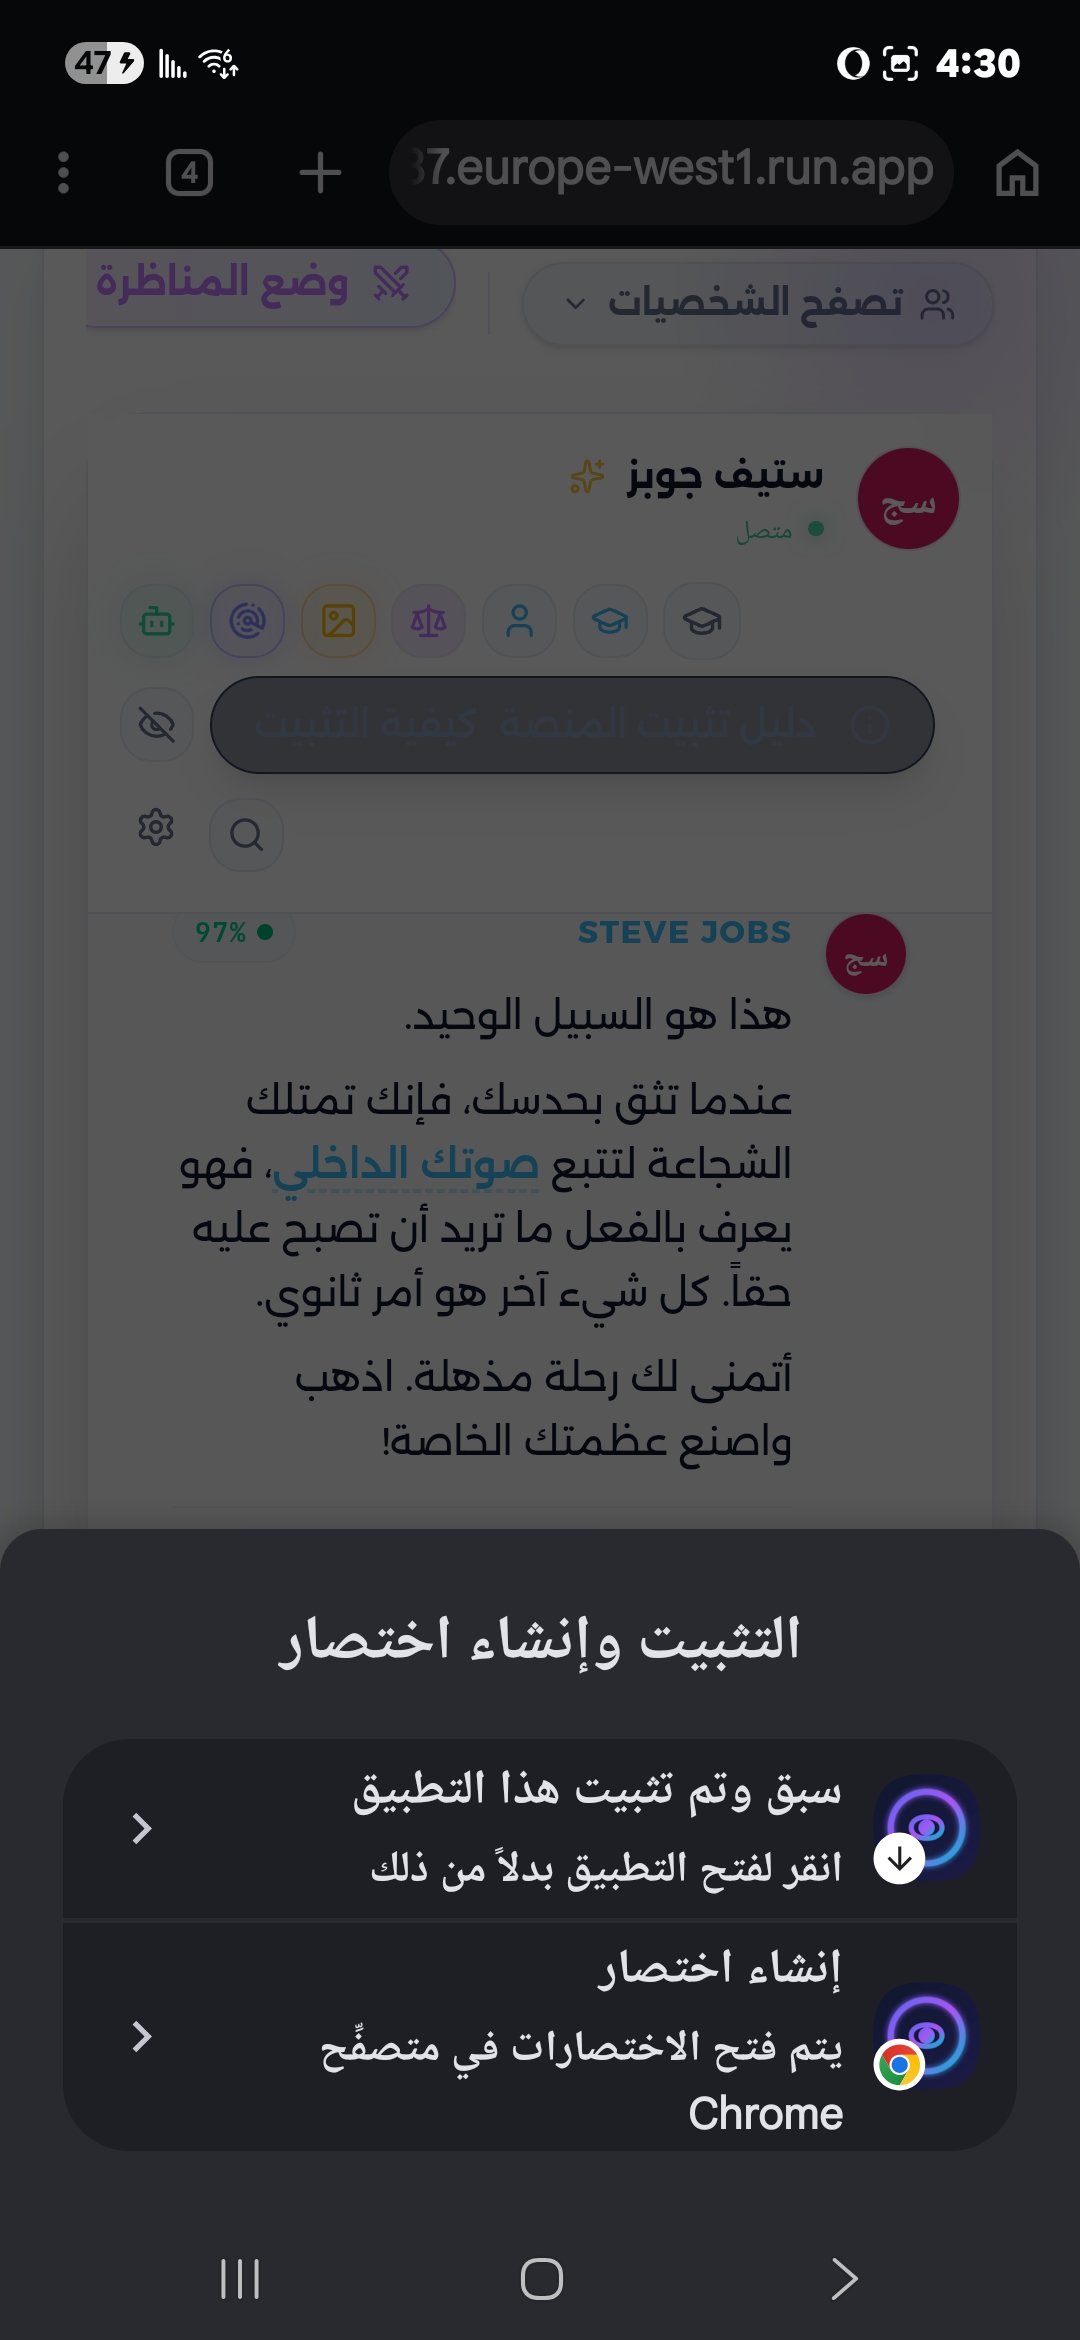 47
6
4:30
4
37.europe-west1.run.app
تصفح الشخصيات
وضع المناظرة
ستيف جوبز
سج
متصل
دليل تثبيت المنصة كيفية التثبيت
97%
STEVE JOBS
سج
هذا هو السبيل الوحيد.
عندما تثق بحدسك، فإنك تمتلك
الشجاعة لتتبع صوتك الداخلي، فهو
يعرف بالفعل ما تريد أن تصبح عليه
حقاً. كل شيء آخر هو أمر ثانوي.
أتمنى لك رحلة مذهلة. اذهب
واصنع عظمتك الخاصة!
التثبيت وإنشاء اختصار
سبق وتم تثبيت هذا التطبيق
انقر لفتح التطبيق بدلاً من ذلك
إنشاء اختصار
يتم فتح الاختصارات في متصفِّح
Chrome